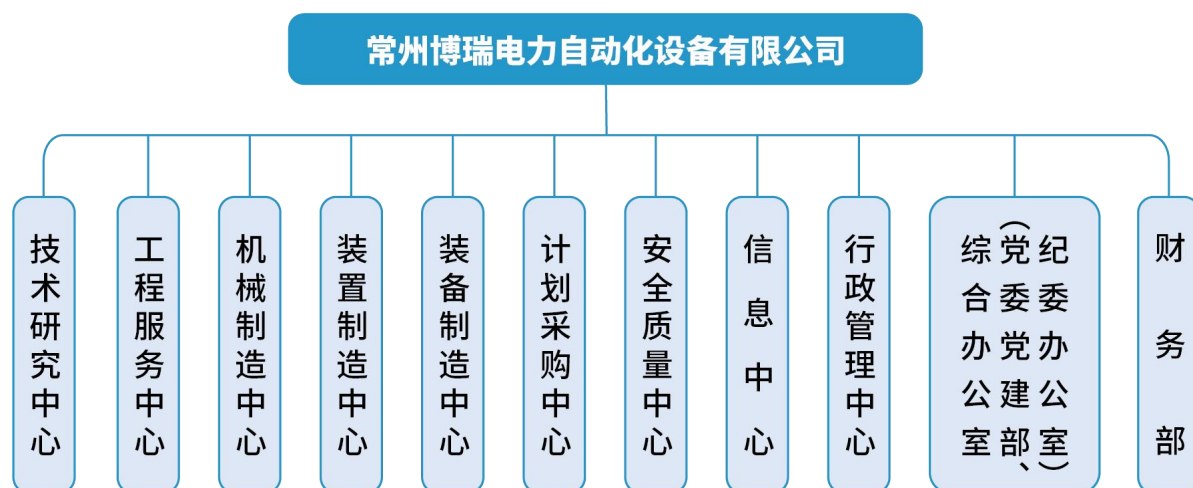 常州博瑞电力自动化设备有限公司
技术研究中心
工程服务中心
机械制造中心
装置制造中心
装备制造中心
计划采购中心
安全质量中心
信息中心
行政管理中心
综合办公室
（党委党建部、
纪委办公室）
财务部